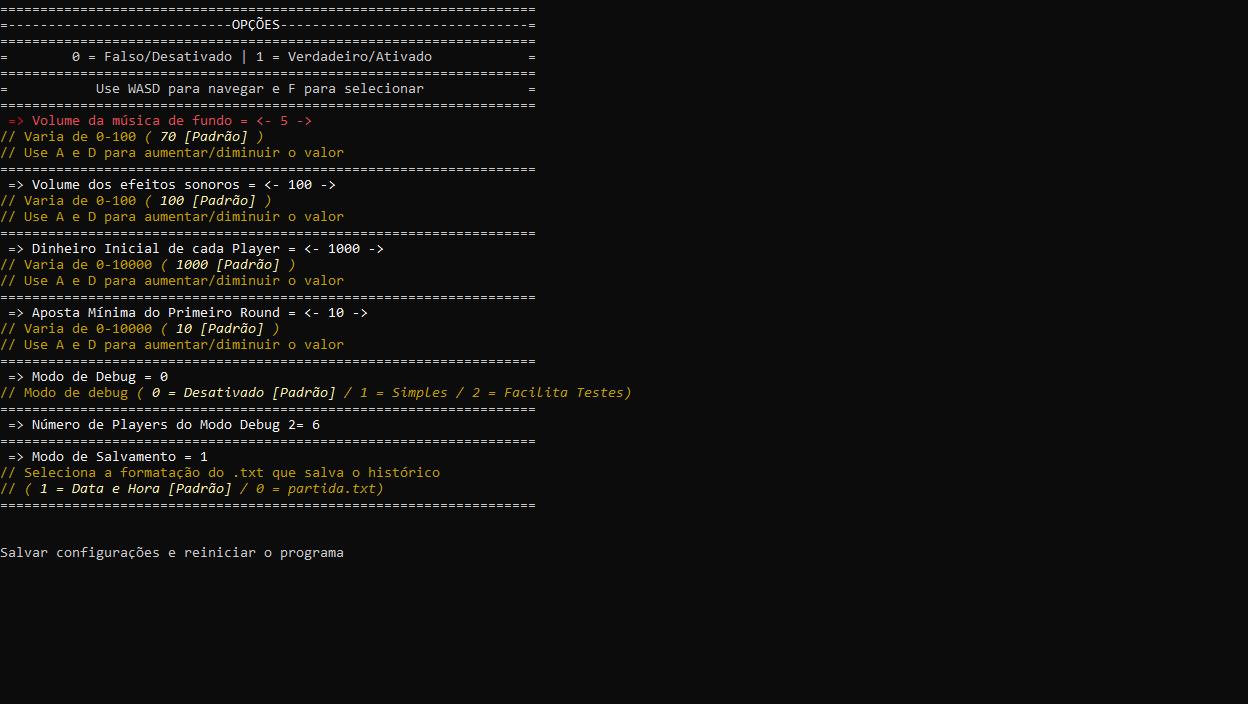 ===================================================================
=----------------------------OPÇÕES-------------------------------=
===================================================================
=        0 = Falso/Desativado | 1 = Verdadeiro/Ativado            =
===================================================================
=           Use WASD para navegar e F para selecionar             =
===================================================================
 => Volume da música de fundo = <- 5 ->
// Varia de 0-100 ( 70 [Padrão] )
// Use A e D para aumentar/diminuir o valor
===================================================================
 => Volume dos efeitos sonoros = <- 100 ->
// Varia de 0-100 ( 100 [Padrão] )
// Use A e D para aumentar/diminuir o valor
===================================================================
 => Dinheiro Inicial de cada Player = <- 1000 ->
// Varia de 0-10000 ( 1000 [Padrão] )
// Use A e D para aumentar/diminuir o valor
===================================================================
 => Aposta Mínima do Primeiro Round = <- 10 ->
// Varia de 0-10000 ( 10 [Padrão] )
// Use A e D para aumentar/diminuir o valor
===================================================================
 => Modo de Debug = 0
// Modo de debug ( 0 = Desativado [Padrão] / 1 = Simples / 2 = Facilita Testes)
===================================================================
 => Número de Players do Modo Debug 2= 6
===================================================================
 => Modo de Salvamento = 1
// Seleciona a formatação do .txt que salva o histórico
// ( 1 = Data e Hora [Padrão] / 0 = partida.txt)
===================================================================
Salvar configurações e reiniciar o programa